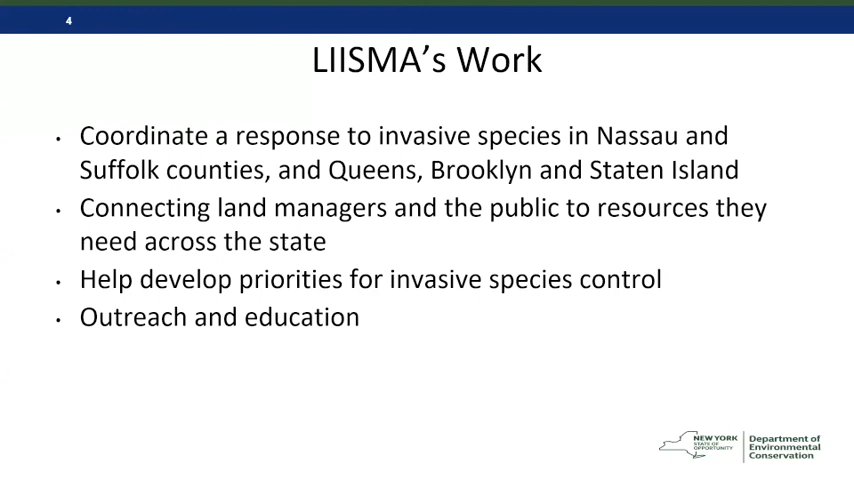 4
LIISMA’s Work
• Coordinate a response to invasive species in Nassau and
Suffolk counties, and Queens, Brooklyn and Staten Island
• Connecting land managers and the public to resources they
need across the state
• Help develop priorities for invasive species control
• Outreach and education
NEW YORK
STATE OF
OPPORTUNITY
Department of
Environmental
Conservation